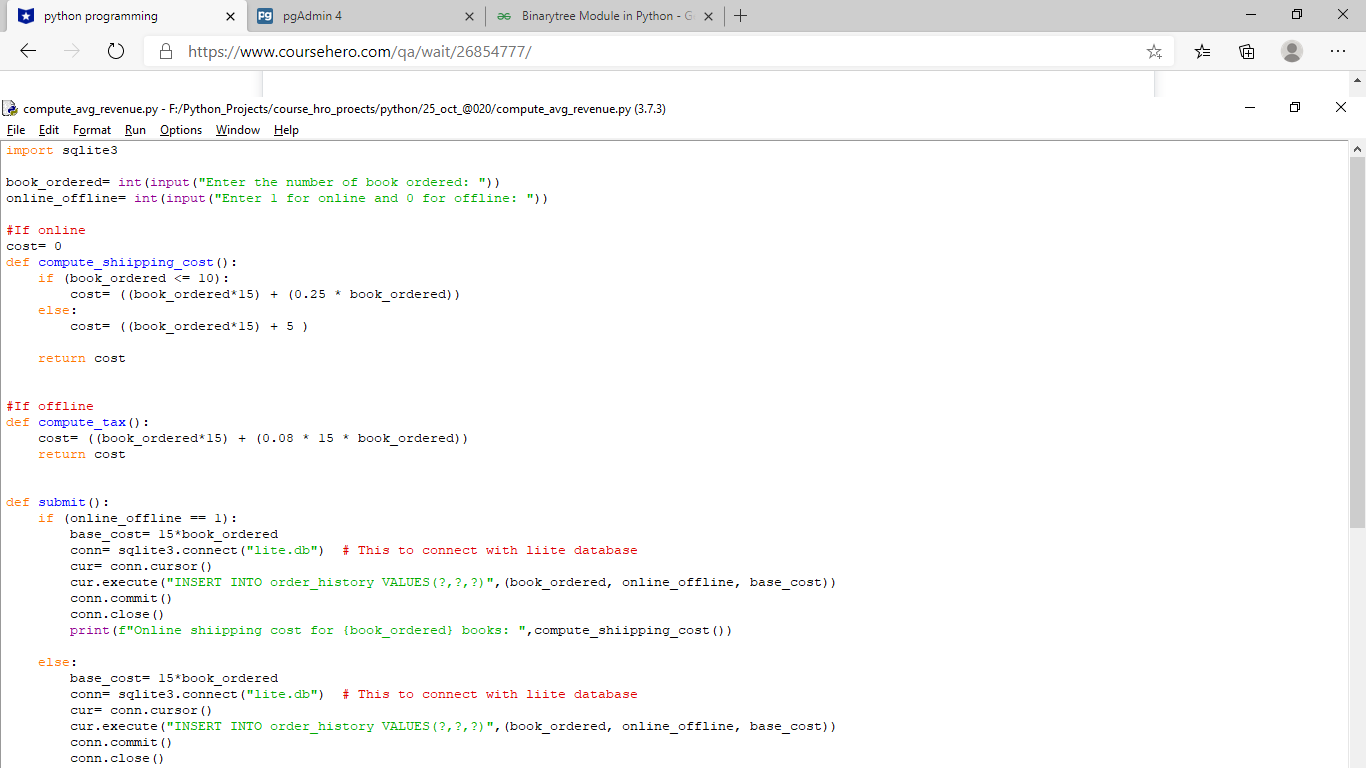 python programming
pgAdmin 4
Binarytree Module in Python - G
https://www.coursehero.com/qa/wait/26854777/
compute_avg_revenue.py - F:/Python_Projects/course_hro_proects/python/25_oct_@020/compute_avg_revenue.py (3.7.3)
File Edit Format Run Options Window Help
import sqlite3
book_ordered= int(input("Enter the number of book ordered: "))
online_offline= int(input("Enter 1 for online and 0 for offline: "))
#If online
cost= 0
def compute_shiipping_cost():
    if (book_ordered <= 10):
        cost= ((book_ordered*15) + (0.25 * book_ordered))
    else:
        cost= ((book_ordered*15) + 5 )
    return cost
#If offline
def compute_tax():
    cost= ((book_ordered*15) + (0.08 * 15 * book_ordered))
    return cost
def submit():
    if (online_offline == 1):
        base_cost= 15*book_ordered
        conn= sqlite3.connect("lite.db")  # This to connect with liite database
        cur= conn.cursor()
        cur.execute("INSERT INTO order_history VALUES(?,?,?)",(book_ordered, online_offline, base_cost))
        conn.commit()
        conn.close()
        print(f"Online shiipping cost for {book_ordered} books: ",compute_shiipping_cost())
    else:
        base_cost= 15*book_ordered
        conn= sqlite3.connect("lite.db")  # This to connect with liite database
        cur= conn.cursor()
        cur.execute("INSERT INTO order_history VALUES(?,?,?)",(book_ordered, online_offline, base_cost))
        conn.commit()
        conn.close()